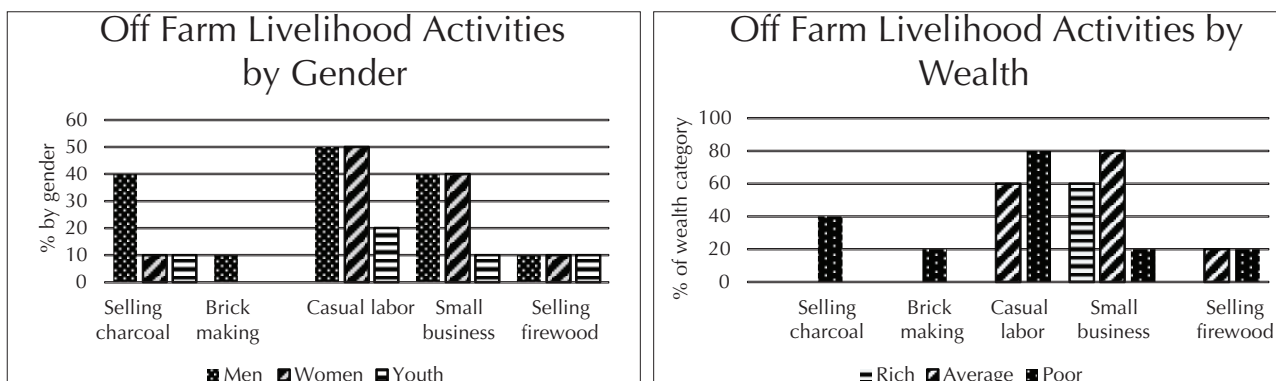 Off Farm Livelihood Activities
by Gender
% by gender
60
50
40
30
20
10
0
Selling
charcoal
Brick
making
Casual labor
Small
business
Selling
firewood
Men Women Youth
Off Farm Livelihood Activities by
Wealth
% of wealth category
100
80
60
40
20
0
Selling
charcoal
Brick
making
Casual
labor
Small
business
Selling
firewood
Rich Average Poor